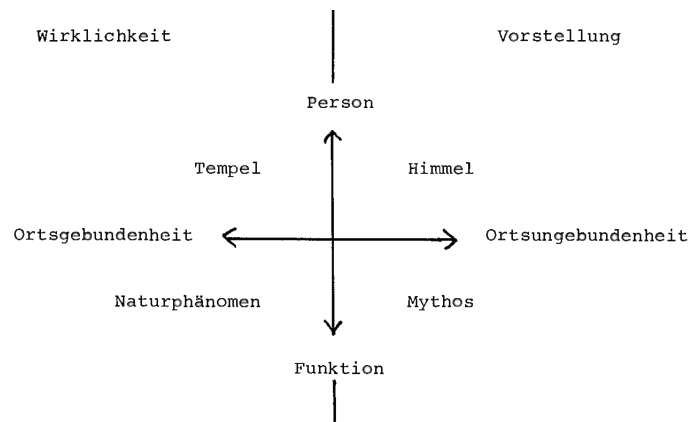 Wirklichkeit Vorstellung
Person
Tempel Himmel
Ortsgebundenheit Ortsungebundenheit
Naturphänomen Mythos
Funktion